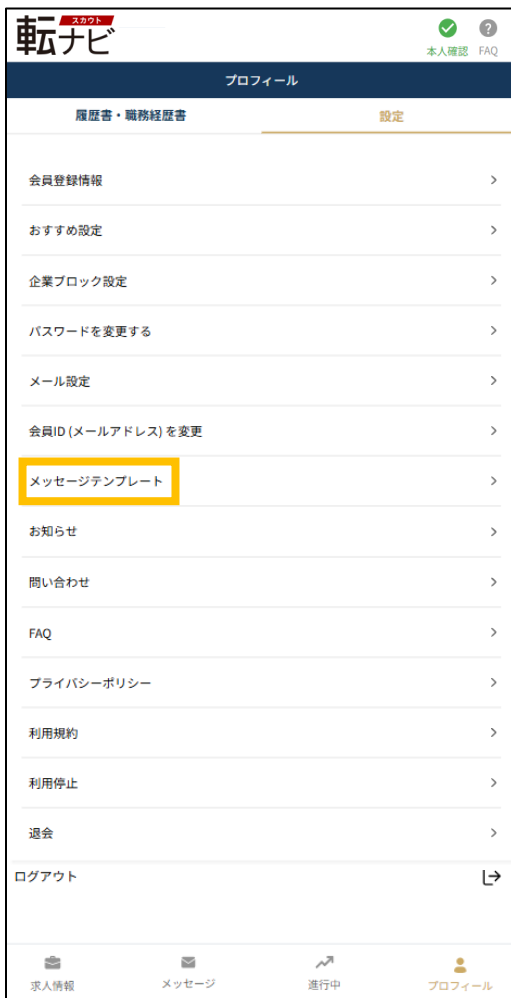 スカウト
転ナビ
本人確認 FAQ
プロフィール
履歴書・職務経歴書 設定
会員登録情報
おすすめ設定
企業ブロック設定
パスワードを変更する
メール設定
会員ID (メールアドレス) を変更
メッセージテンプレート
お知らせ
問い合わせ
FAQ
プライバシーポリシー
利用規約
利用停止
退会
ログアウト
求人情報 メッセージ 進行中 プロフィール